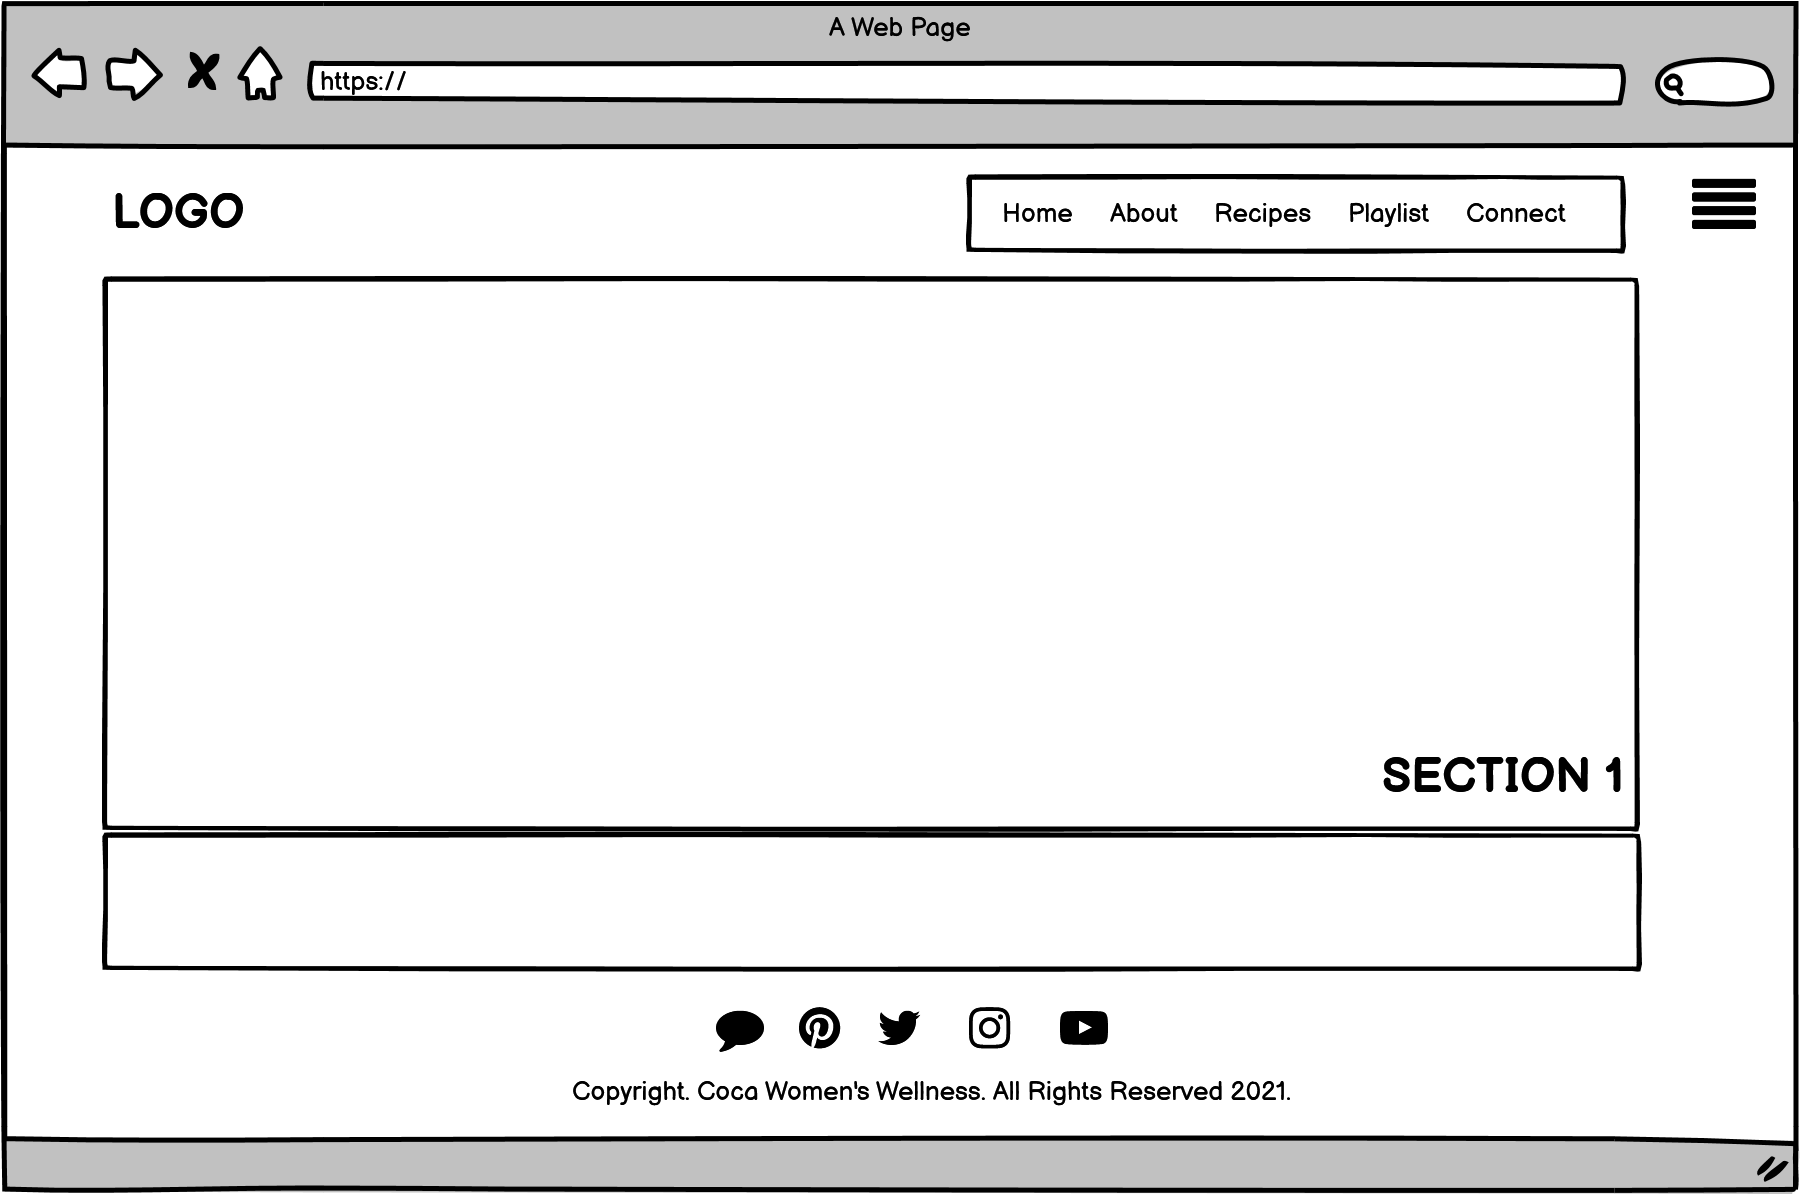 A Web Page
https://
LOGO
Home About Recipes Playlist Connect
SECTION 1
Copyright. Coca Women's Wellness. All Rights Reserved 2021.